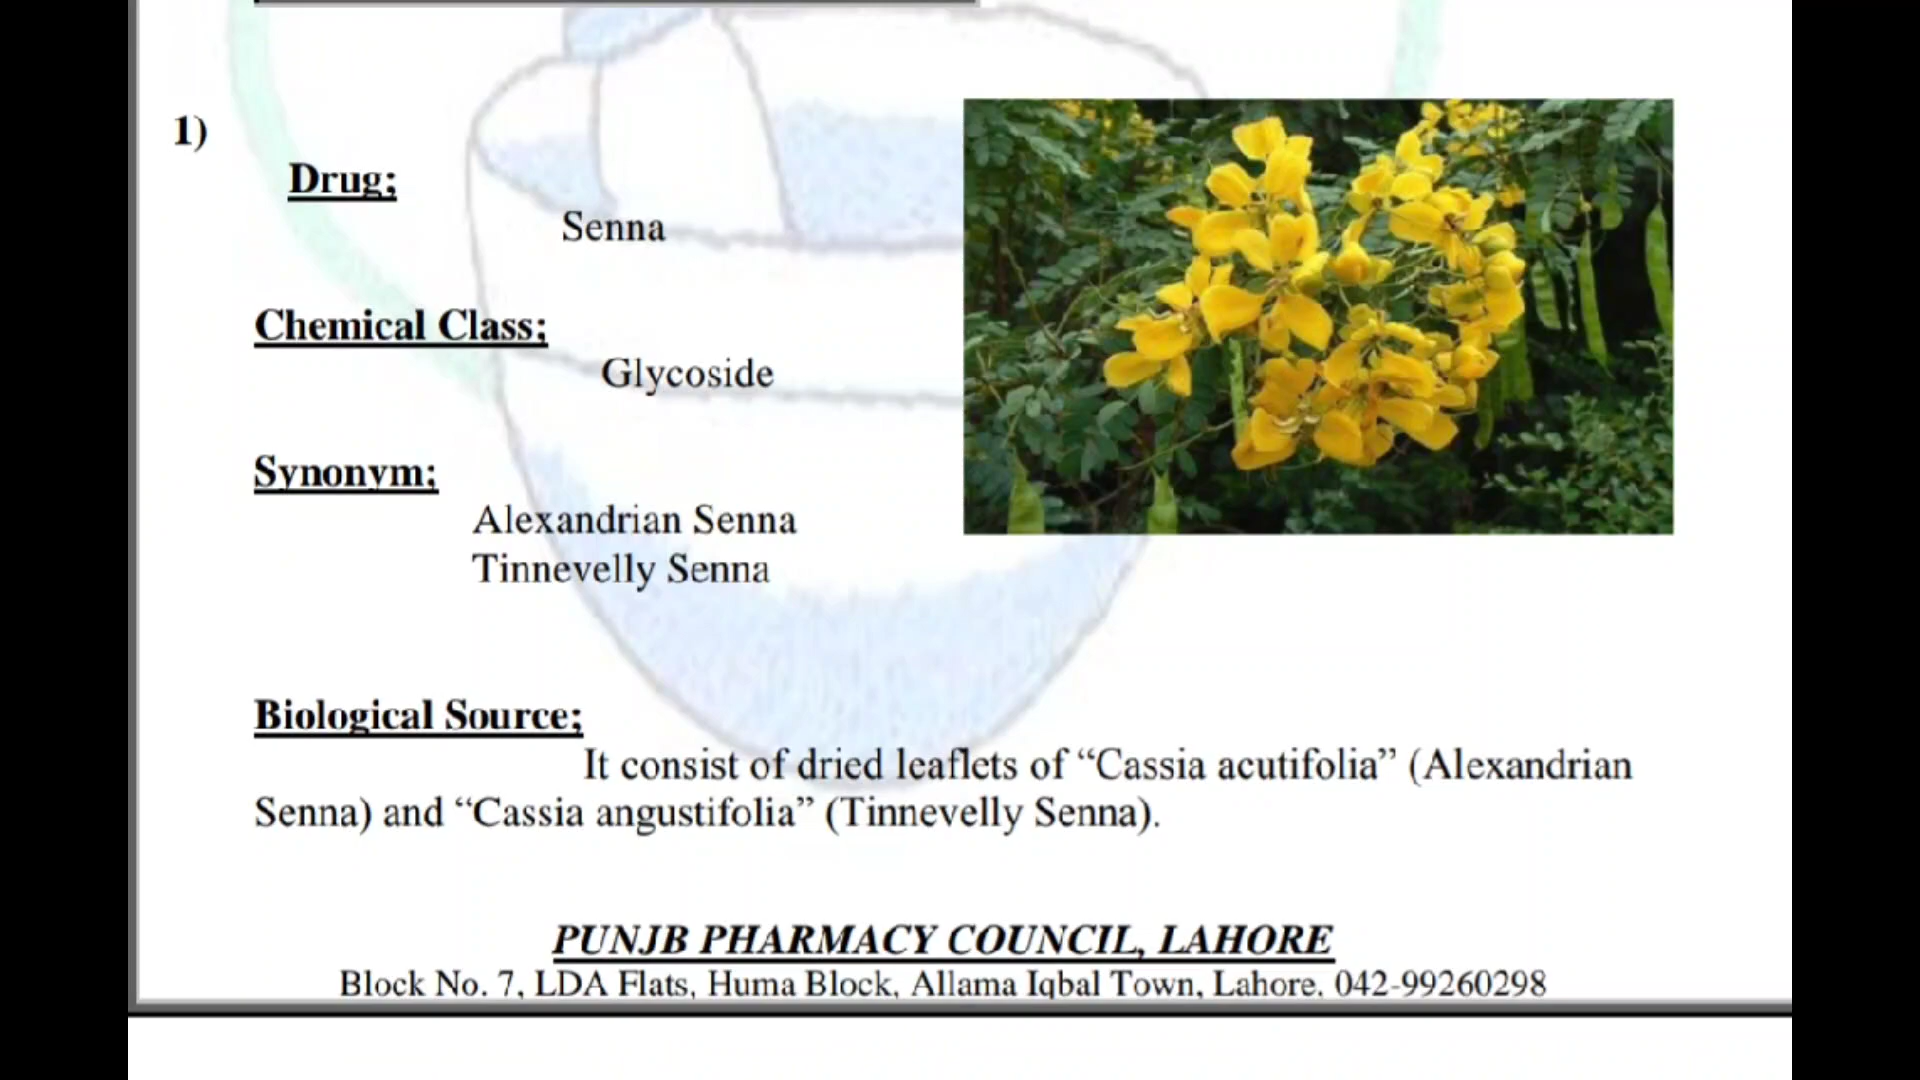 1)
Drug;
Senna
Chemical Class;
Glycoside
Synonym;
Alexandrian Senna
Tinnevelly Senna
Biological Source;
It consist of dried leaflets of “Cassia acutifolia” (Alexandrian
Senna) and “Cassia angustifolia” (Tinnevelly Senna).
PUNJB PHARMACY COUNCIL, LAHORE
Block No. 7, LDA Flats, Huma Block, Allama Iqbal Town, Lahore. 042-99260298